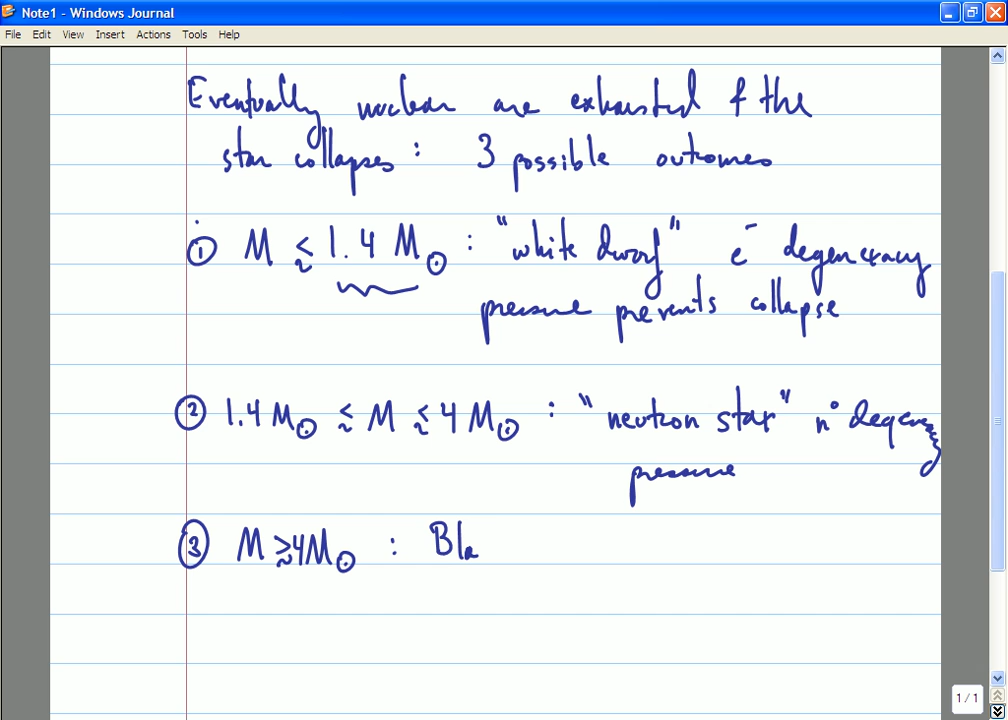 Note1 - Windows Journal
File Edit View Insert Actions Tools Help
Eventually nuclear are exhausted & the
star collapses : 3 possible outcomes
① M ≲ 1.4 M⊙ : "white dwarf" e⁻ degeneracy
pressure prevents collapse
② 1.4 M⊙ ≲ M ≲ 4 M⊙ : "neutron star" n° degeneracy
pressure
③ M ≳ 4M⊙ : Bla
1 / 1